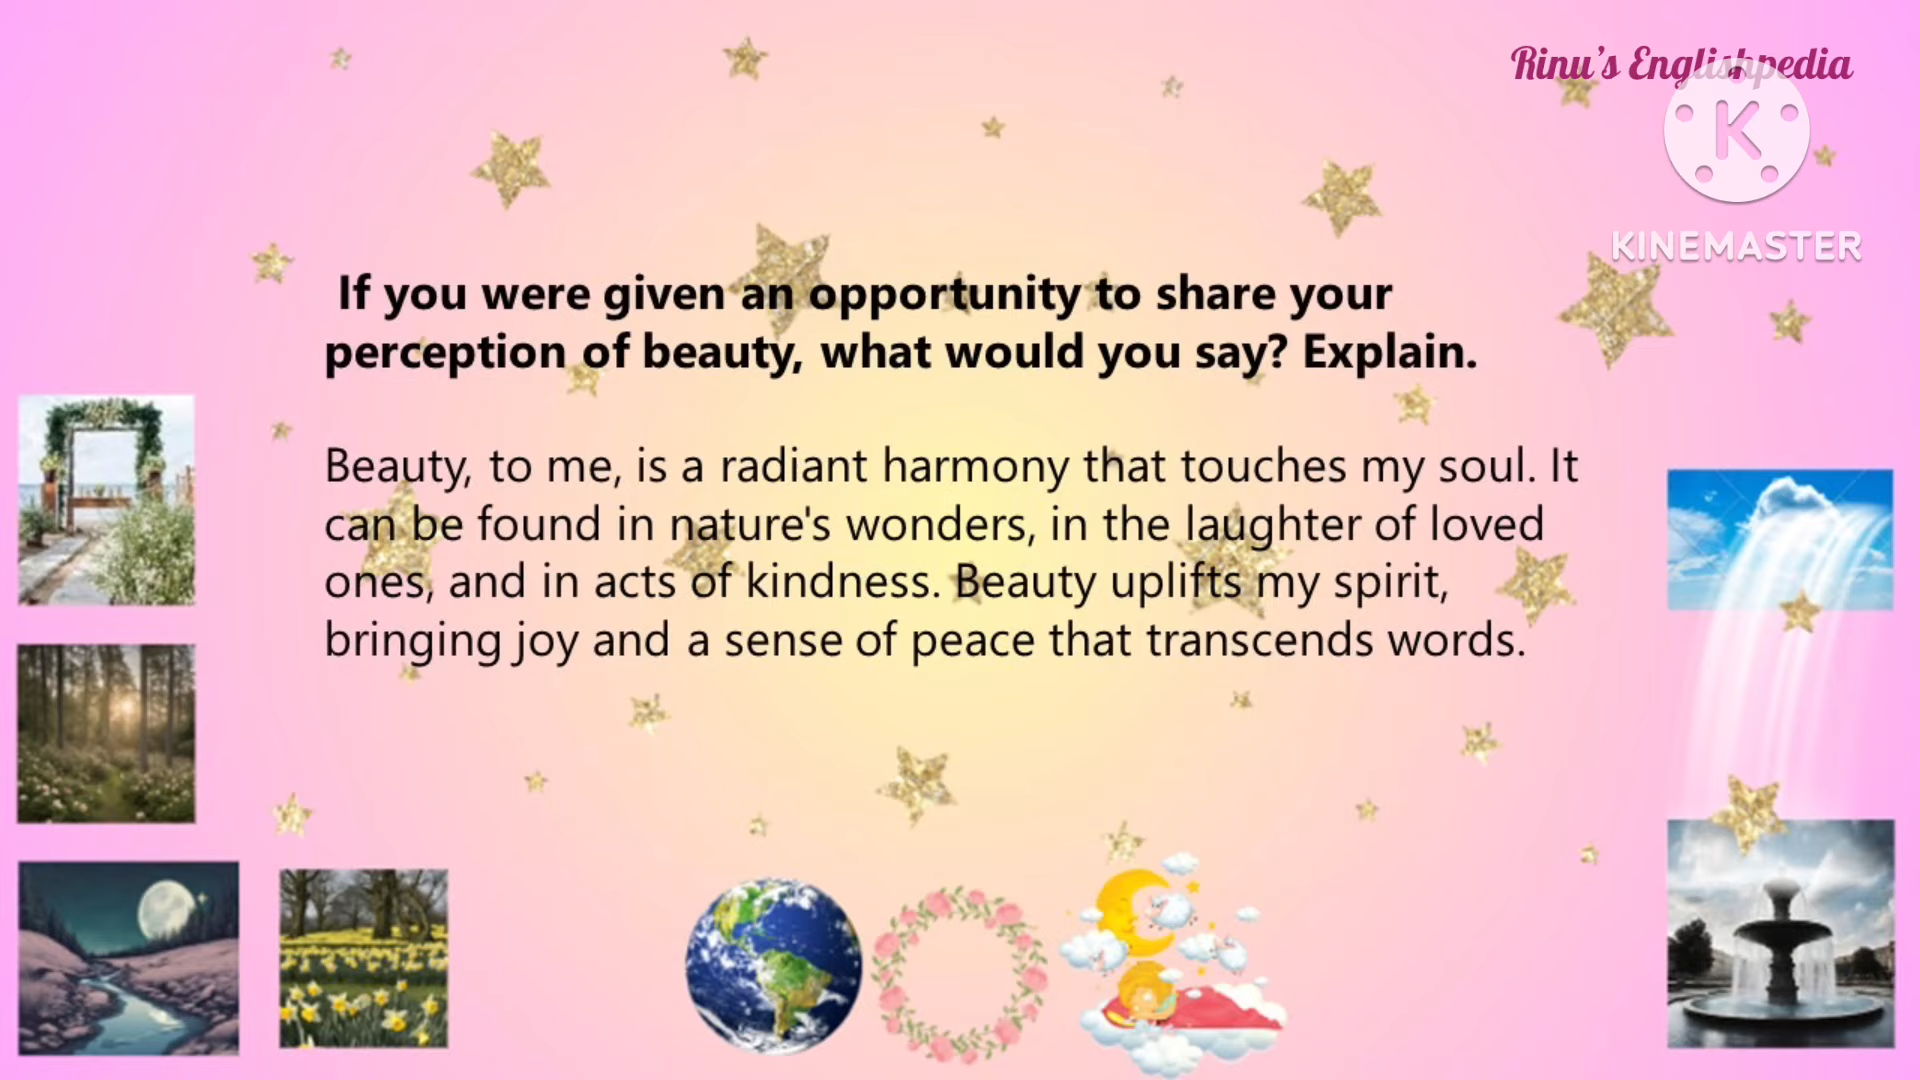 Rinu's Englishpedia
K
KINEMASTER
If you were given an opportunity to share your
perception of beauty, what would you say? Explain.
Beauty, to me, is a radiant harmony that touches my soul. It
can be found in nature's wonders, in the laughter of loved
ones, and in acts of kindness. Beauty uplifts my spirit,
bringing joy and a sense of peace that transcends words.